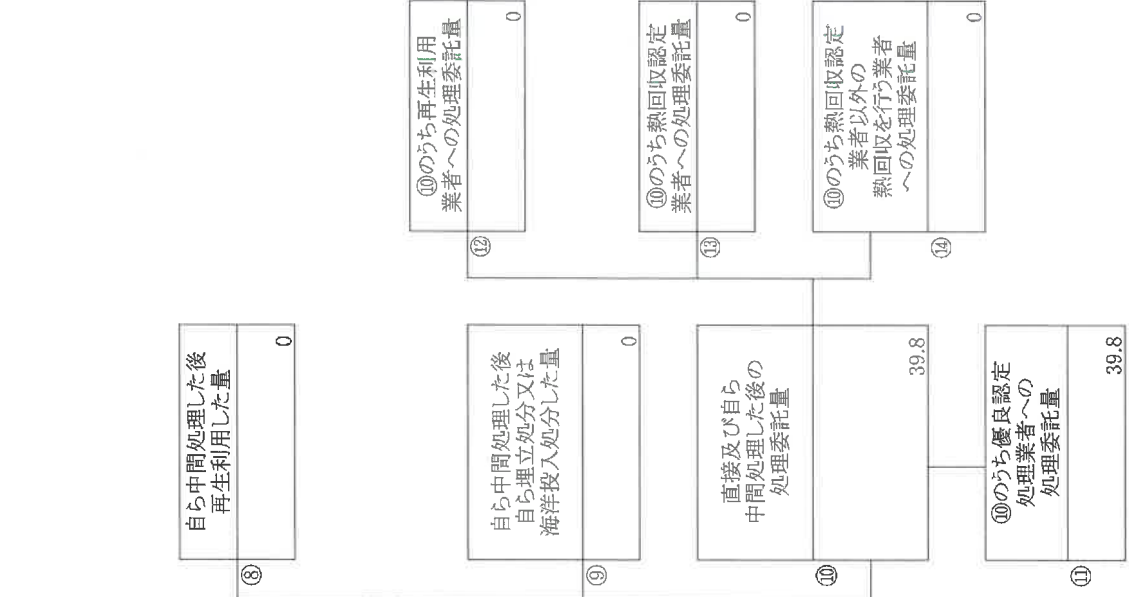 ⑧
自ら中間処理した後
再生利用した量
0
⑨
自ら中間処理した後
自ら埋立処分又は
海洋投入処分した量
0
⑩
直接及び自ら
中間処理した後の
処理委託量
39.8
⑪
⑩のうち優良認定
処理業者への
処理委託量
39.8
⑫
⑩のうち再生利用
業者への処理委託量
0
⑬
⑩のうち熱回収認定
業者への処理委託量
0
⑭
⑩のうち熱回収認定
業者以外の
熱回収を行う業者
への処理委託量
0